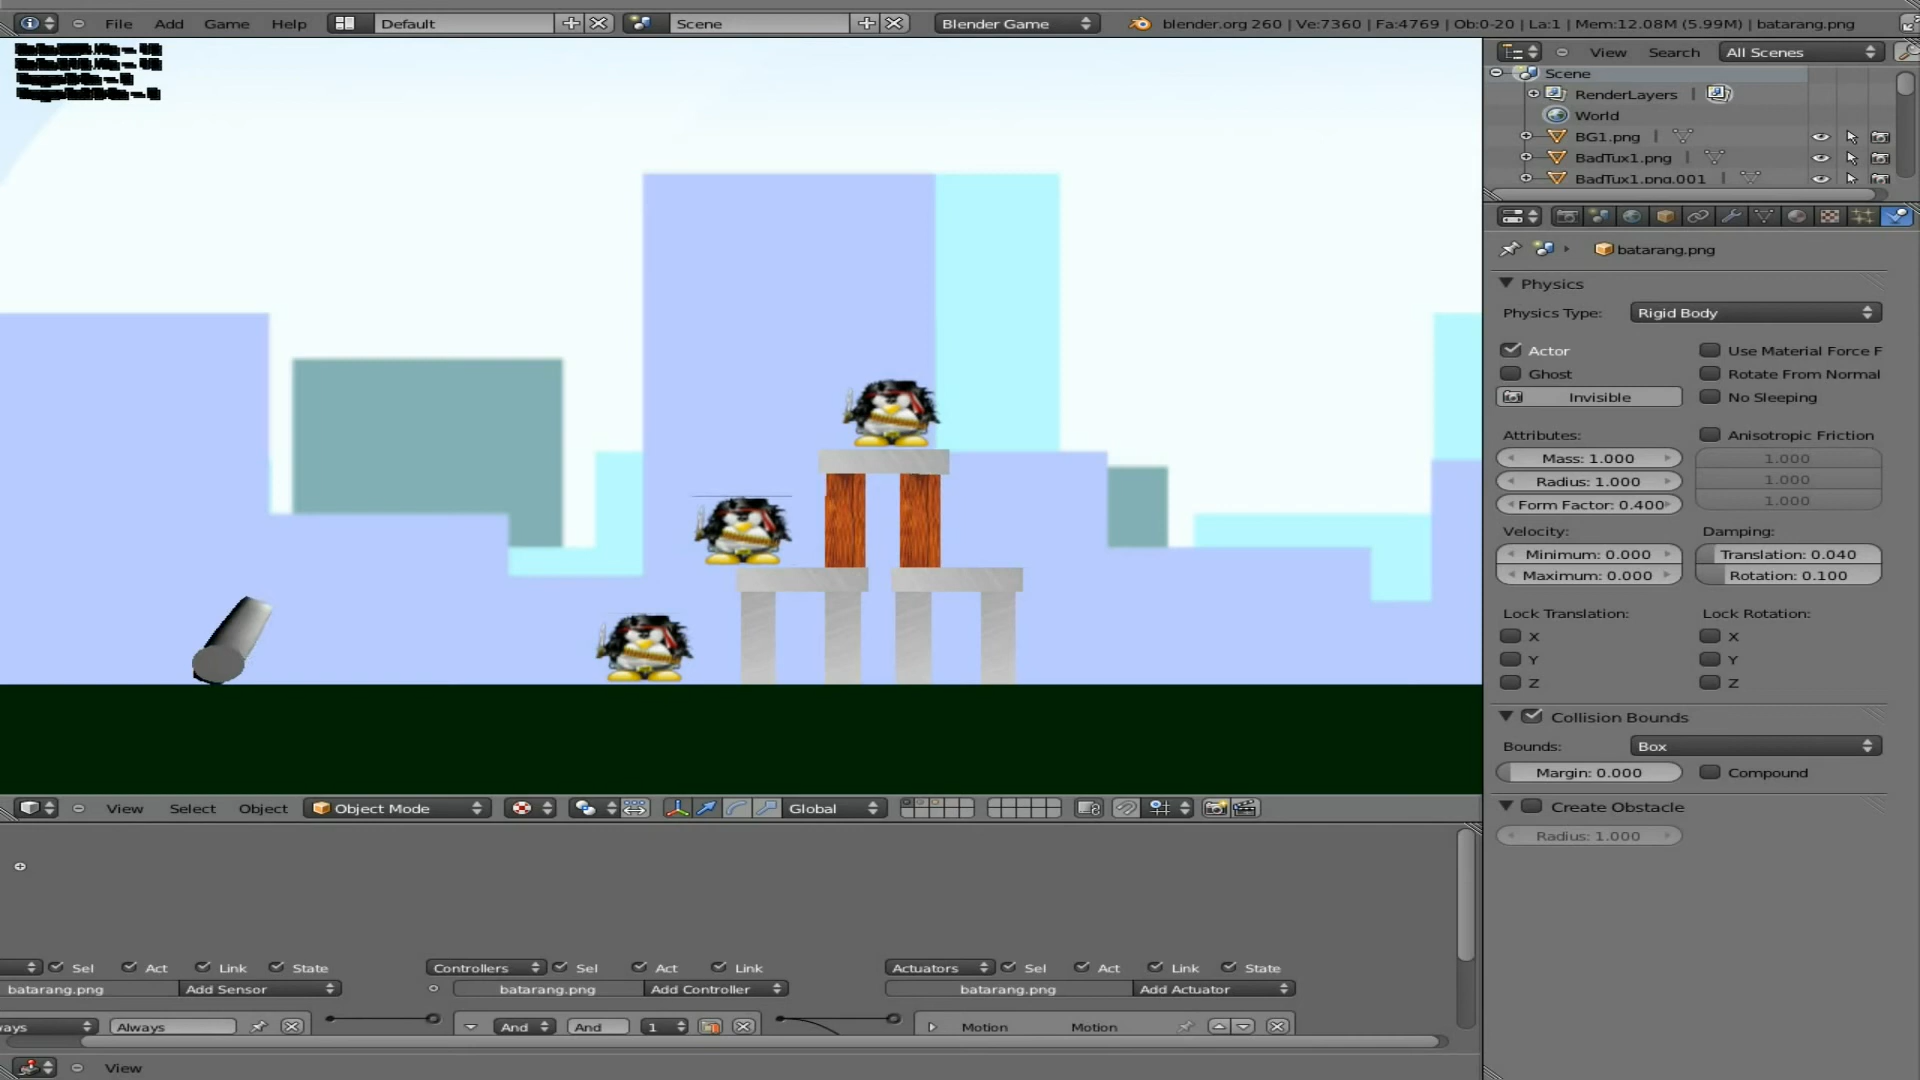 File Add Game Help Default Scene Blender Game blender.org 260 | Ve:7360 | Fa:4769 | Ob:0-20 | La:1 | Mem:12.08M (5.99M) | batarang.png
View Search All Scenes
Scene
RenderLayers |
World
BG1.png |
BadTux1.png |
BadTux1.png.001 |
batarang.png
Physics
Physics Type: Rigid Body
Actor Use Material Force F
Ghost Rotate From Normal
Invisible No Sleeping
Attributes: Anisotropic Friction
Mass: 1.000 1.000
Radius: 1.000 1.000
Form Factor: 0.400 1.000
Velocity: Damping:
Minimum: 0.000 Translation: 0.040
Maximum: 0.000 Rotation: 0.100
Lock Translation: Lock Rotation:
X X
Y Y
Z Z
Collision Bounds
Bounds: Box
Margin: 0.000 Compound
Create Obstacle
Radius: 1.000
View Select Object Object Mode Global
Sel Act Link State Controllers Sel Act Link Actuators Sel Act Link State
batarang.png Add Sensor batarang.png Add Controller batarang.png Add Actuator
ways Always And And 1 Motion Motion
View